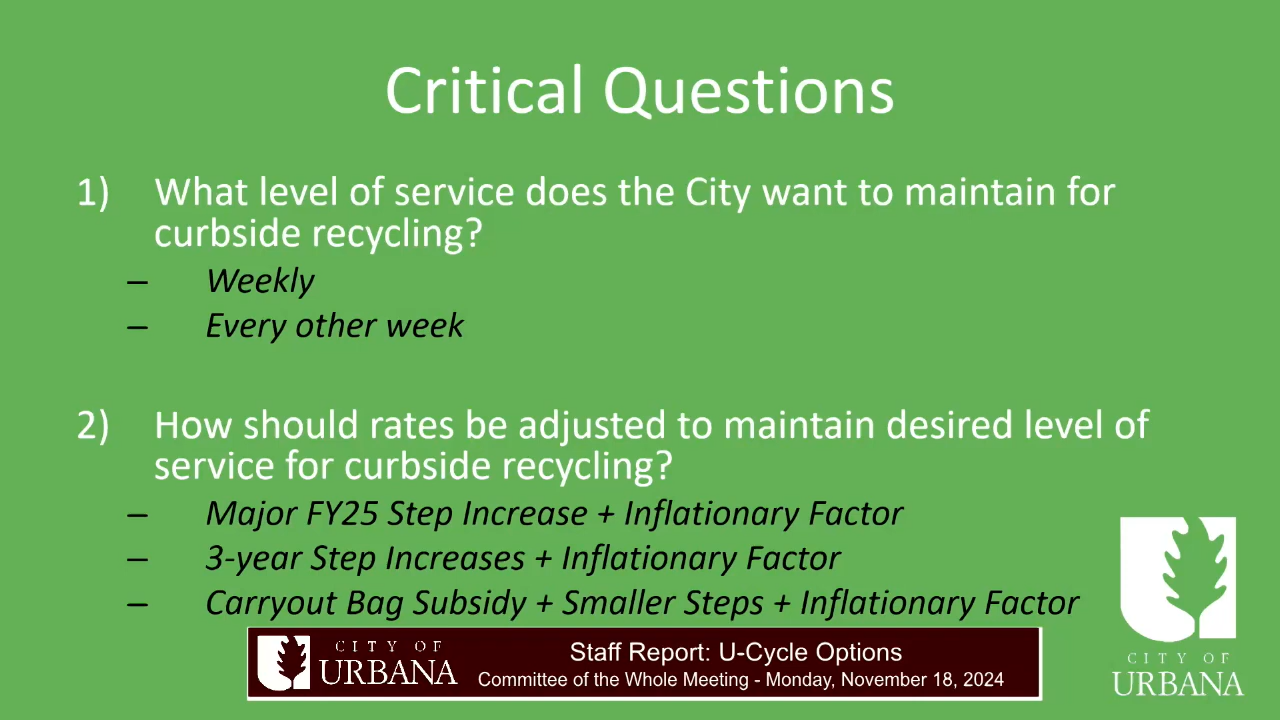 Critical Questions
1) What level of service does the City want to maintain for
curbside recycling?
– Weekly
– Every other week
2) How should rates be adjusted to maintain desired level of
service for curbside recycling?
– Major FY25 Step Increase + Inflationary Factor
– 3-year Step Increases + Inflationary Factor
– Carryout Bag Subsidy + Smaller Steps + Inflationary Factor
CITY OF
URBANA
Staff Report: U-Cycle Options
Committee of the Whole Meeting - Monday, November 18, 2024
CITY OF
URBANA